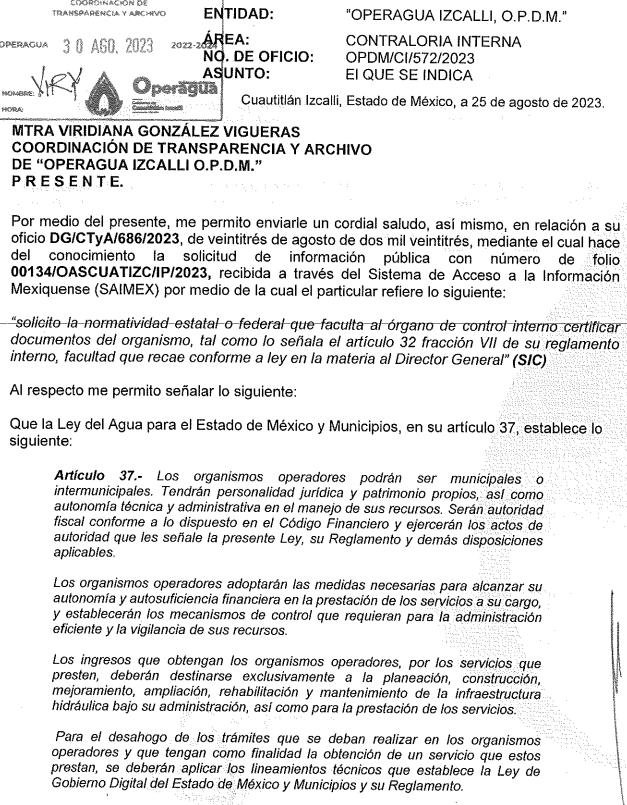 COORDINACIÓN DE
TRANSPARENCIA Y ARCHIVO
OPERAGUA 30 AGO. 2023 2022-2024
NOMBRE: VIRY
HORA:
Operagua
Gobierno de
Cuautitlán Izcalli
ENTIDAD: "OPERAGUA IZCALLI, O.P.D.M."
ÁREA: CONTRALORIA INTERNA
NO. DE OFICIO: OPDM/CI/572/2023
ASUNTO: El QUE SE INDICA
Cuautitlán Izcalli, Estado de México, a 25 de agosto de 2023.
MTRA VIRIDIANA GONZÁLEZ VIGUERAS
COORDINACIÓN DE TRANSPARENCIA Y ARCHIVO
DE "OPERAGUA IZCALLI O.P.D.M."
P R E S E N T E.
Por medio del presente, me permito enviarle un cordial saludo, así mismo, en relación a su
oficio DG/CTyA/686/2023, de veintitrés de agosto de dos mil veintitrés, mediante el cual hace
del conocimiento la solicitud de información pública con número de folio
00134/OASCUATIZC/IP/2023, recibida a través del Sistema de Acceso a la Información
Mexiquense (SAIMEX) por medio de la cual el particular refiere lo siguiente:
"solicito la normatividad estatal o federal que faculta al órgano de control interno certificar
documentos del organismo, tal como lo señala el artículo 32 fracción VII de su reglamento
interno, facultad que recae conforme a ley en la materia al Director General" (SIC)
Al respecto me permito señalar lo siguiente:
Que la Ley del Agua para el Estado de México y Municipios, en su artículo 37, establece lo
siguiente:
Artículo 37.- Los organismos operadores podrán ser municipales o
intermunicipales. Tendrán personalidad jurídica y patrimonio propios, así como
autonomía técnica y administrativa en el manejo de sus recursos. Serán autoridad
fiscal conforme a lo dispuesto en el Código Financiero y ejercerán los actos de
autoridad que les señale la presente Ley, su Reglamento y demás disposiciones
aplicables.
Los organismos operadores adoptarán las medidas necesarias para alcanzar su
autonomía y autosuficiencia financiera en la prestación de los servicios a su cargo,
y establecerán los mecanismos de control que requieran para la administración
eficiente y la vigilancia de sus recursos.
Los ingresos que obtengan los organismos operadores, por los servicios que
presten, deberán destinarse exclusivamente a la planeación, construcción,
mejoramiento, ampliación, rehabilitación y mantenimiento de la infraestructura
hidráulica bajo su administración, así como para la prestación de los servicios.
Para el desahogo de los trámites que se deban realizar en los organismos
operadores y que tengan como finalidad la obtención de un servicio que estos
prestan, se deberán aplicar los lineamientos técnicos que establece la Ley de
Gobierno Digital del Estado de México y Municipios y su Reglamento.